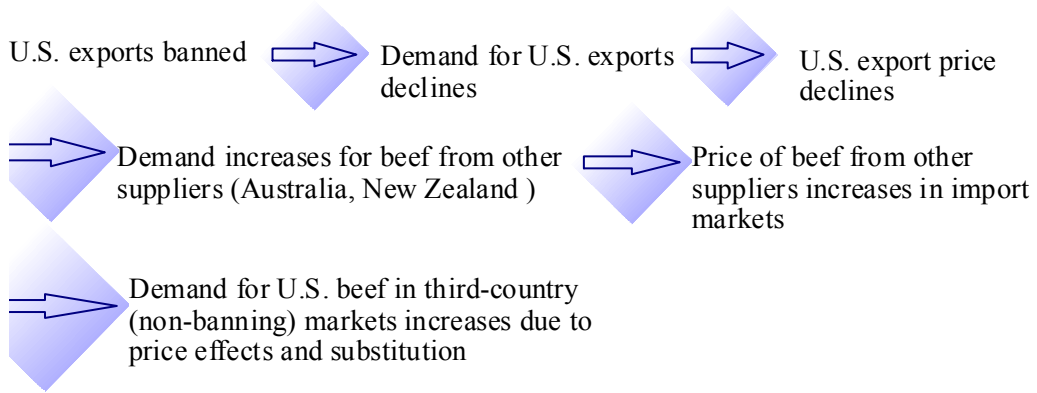 U.S. exports banned
Demand for U.S. exports
declines
U.S. export price
declines
Demand increases for beef from other
suppliers (Australia, New Zealand )
Price of beef from other
suppliers increases in import
markets
Demand for U.S. beef in third-country
(non-banning) markets increases due to
price effects and substitution